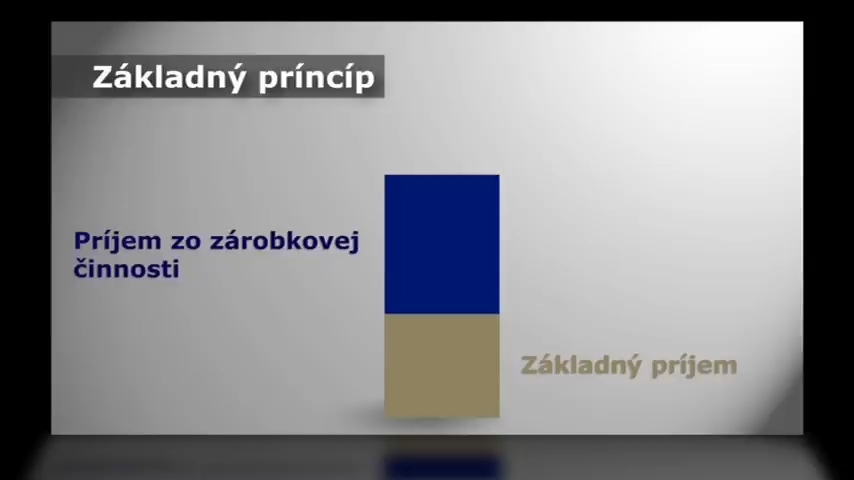 Základný príncíp
Príjem zo zárobkovej
činnosti
Základný príjem